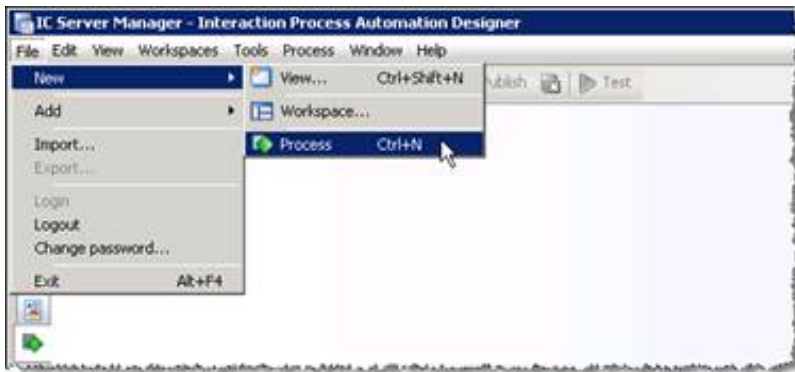 IC Server Manager - Interaction Process Automation Designer
File Edit View Workspaces Tools Process Window Help
New View... Ctrl+Shift+N ublish Test
Add Workspace...
Import... Process Ctrl+N
Export...
Login
Logout
Change password...
Exit Alt+F4